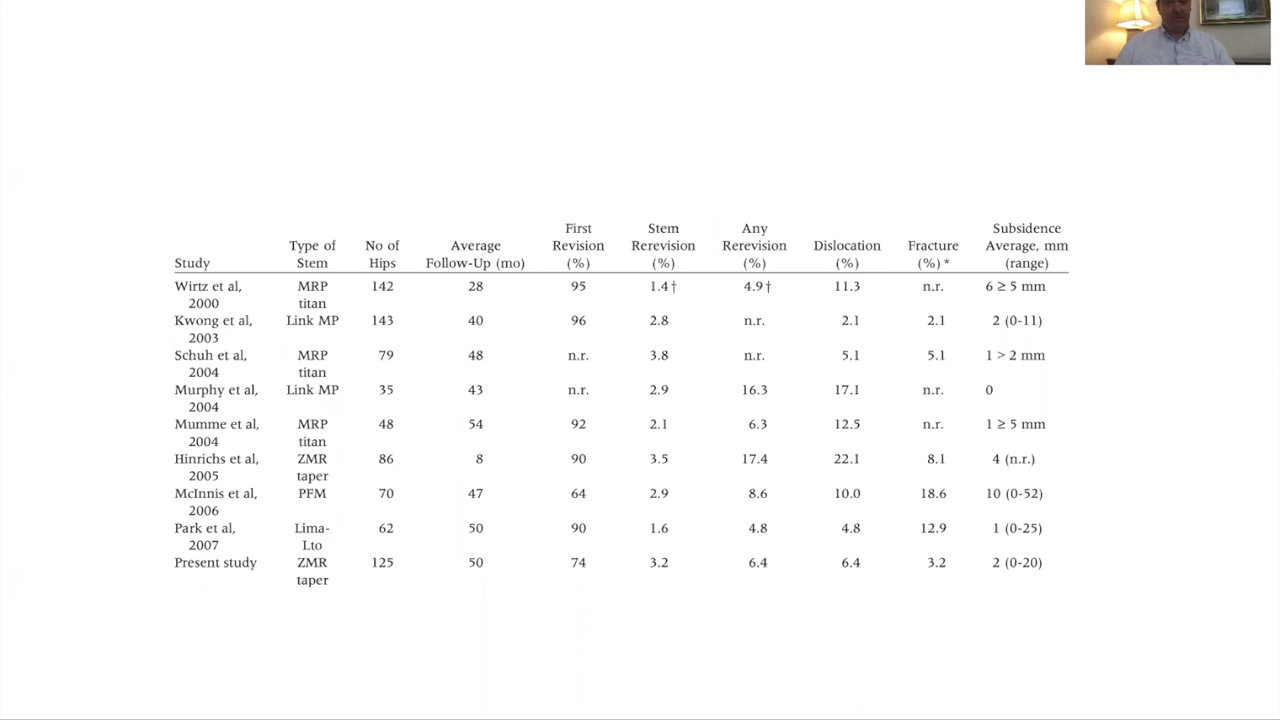 First Stem Any Subsidence
Type of No of Average Revision Rerevision Rerevision Dislocation Fracture Average, mm
Study Stem Hips Follow-Up (mo) (%) (%) (%) (%) (%) * (range)
Wirtz et al, MRP 142 28 95 1.4† 4.9† 11.3 n.r. 6 ≥ 5 mm
2000 titan
Kwong et al, Link MP 143 40 96 2.8 n.r. 2.1 2.1 2 (0-11)
2003
Schuh et al, MRP 79 48 n.r. 3.8 n.r. 5.1 5.1 1 > 2 mm
2004 titan
Murphy et al, Link MP 35 43 n.r. 2.9 16.3 17.1 n.r. 0
2004
Mumme et al, MRP 48 54 92 2.1 6.3 12.5 n.r. 1 ≥ 5 mm
2004 titan
Hinrichs et al, ZMR 86 8 90 3.5 17.4 22.1 8.1 4 (n.r.)
2005 taper
McInnis et al, PFM 70 47 64 2.9 8.6 10.0 18.6 10 (0-52)
2006
Park et al, Lima- 62 50 90 1.6 4.8 4.8 12.9 1 (0-25)
2007 Lto
Present study ZMR 125 50 74 3.2 6.4 6.4 3.2 2 (0-20)
taper